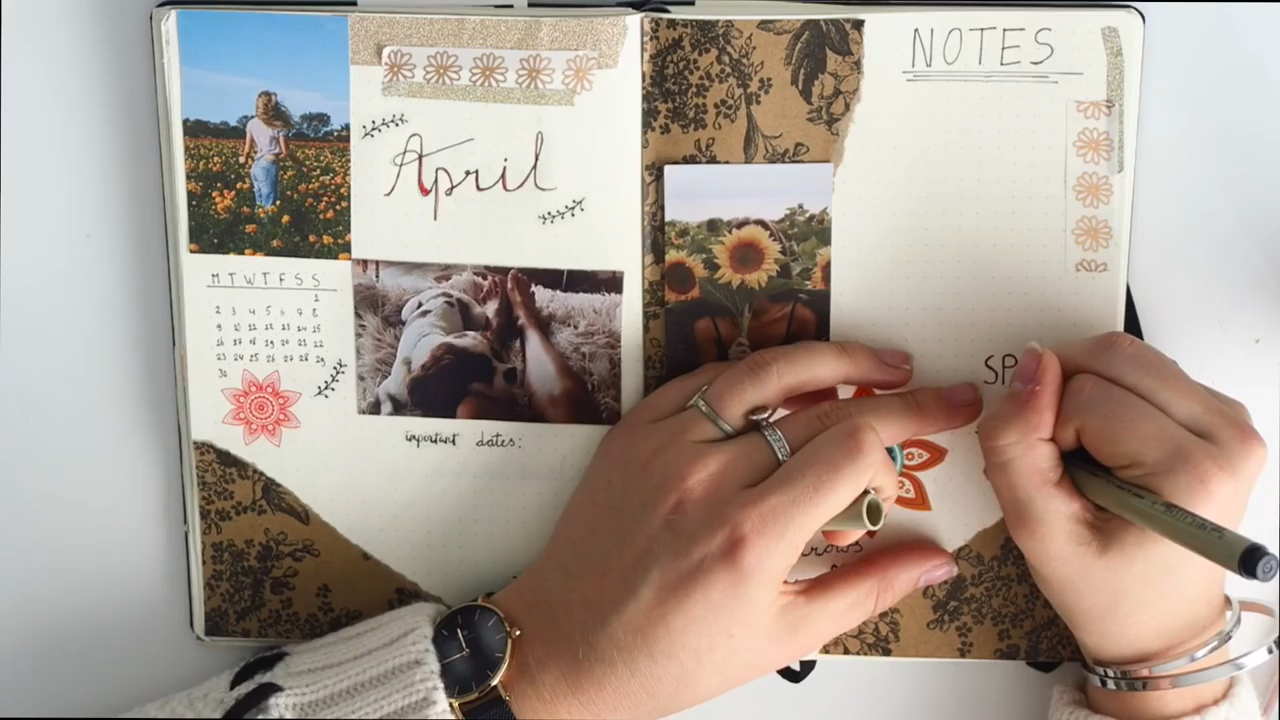 April
M T W T F S S
1
2 3 4 5 6 7 8
9 10 11 12 13 14 15
16 17 18 19 20 21 22
23 24 25 26 27 28 29
30
important dates:
NOTES
SP